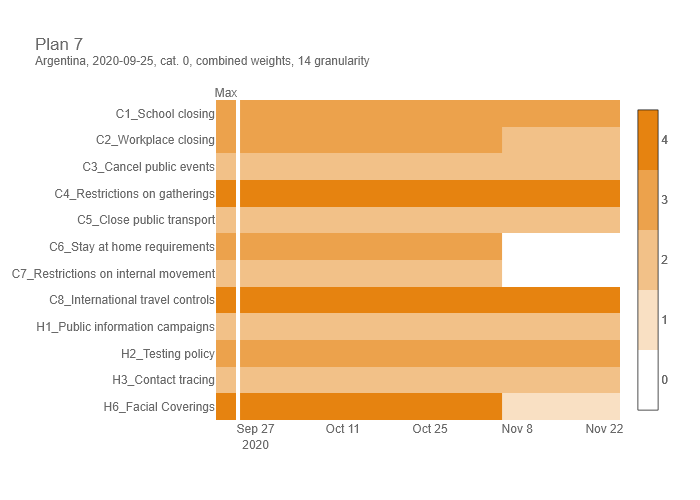 Plan 7
Argentina, 2020-09-25, cat. 0, combined weights, 14 granularity
Max
C1_School closing
C2_Workplace closing
C3_Cancel public events
C4_Restrictions on gatherings
C5_Close public transport
C6_Stay at home requirements
C7_Restrictions on internal movement
C8_International travel controls
H1_Public information campaigns
H2_Testing policy
H3_Contact tracing
H6_Facial Coverings
4
3
2
1
0
Sep 27 Oct 11 Oct 25 Nov 8 Nov 22
2020